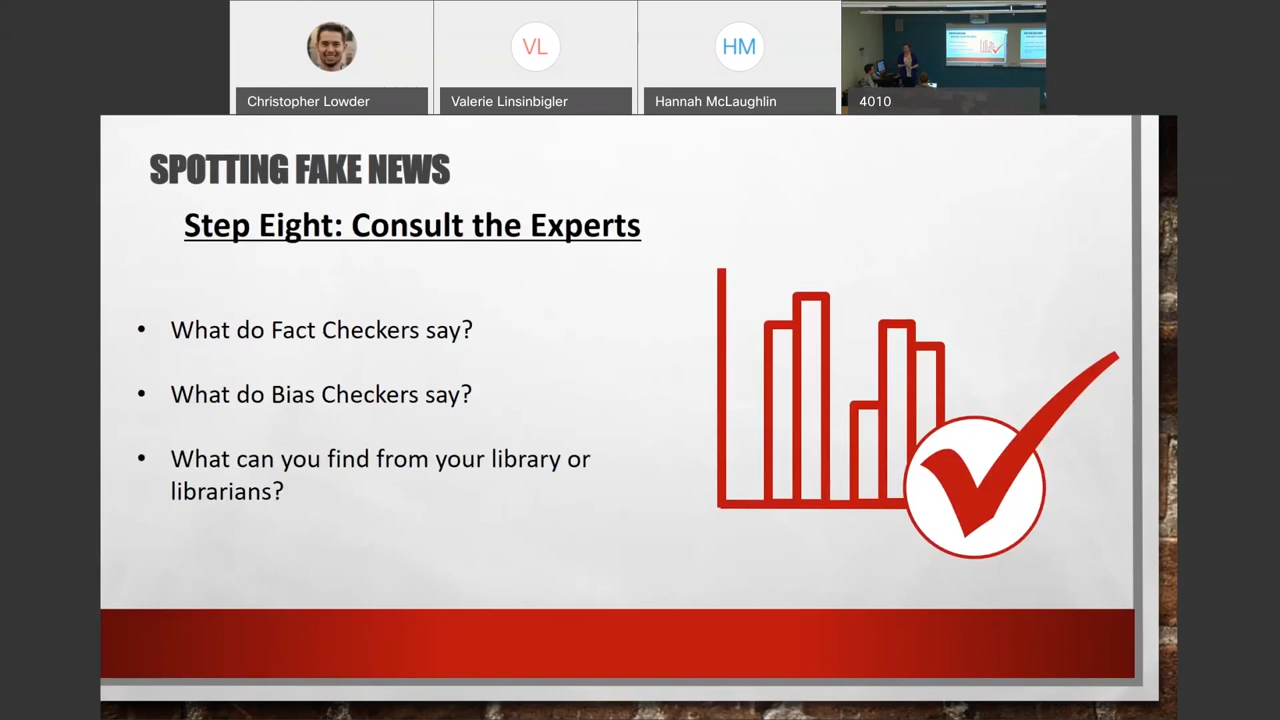 VL
HM
Christopher Lowder
Valerie Linsinbigler
Hannah McLaughlin
4010
SPOTTING FAKE NEWS
Step Eight: Consult the Experts
• What do Fact Checkers say?
• What do Bias Checkers say?
• What can you find from your library or
librarians?